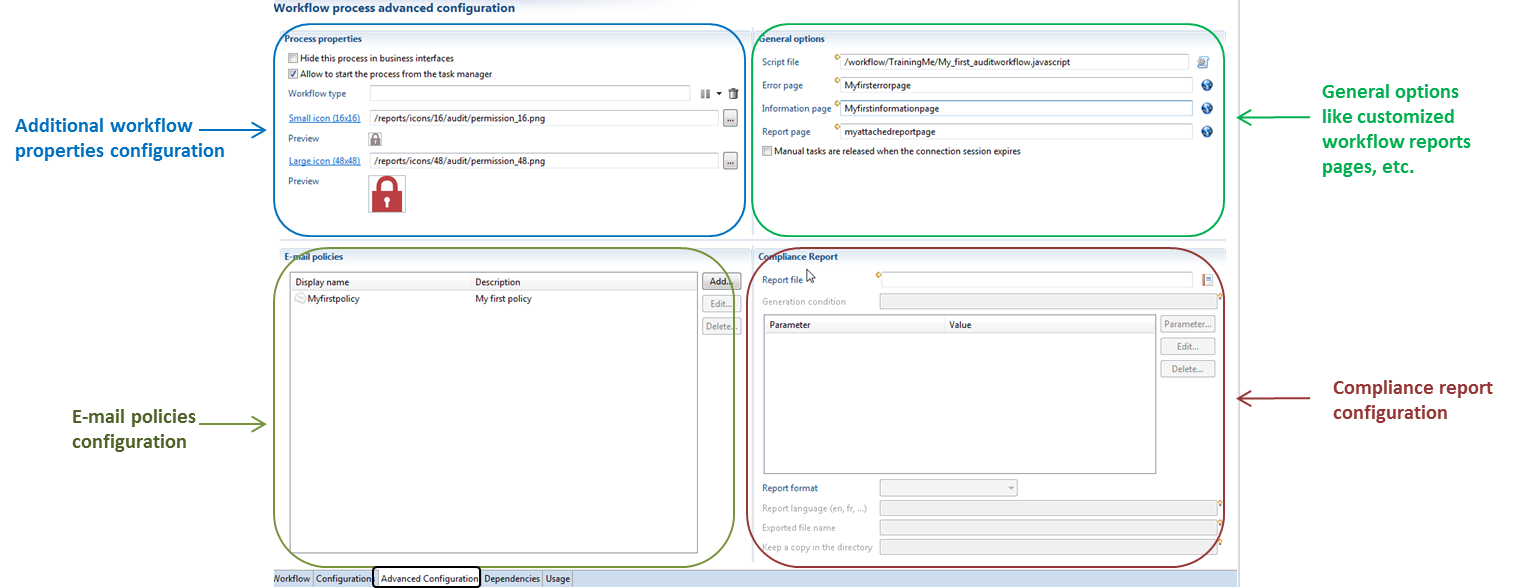 Workflow process advanced configuration
Process properties
Hide this process in business interfaces
Allow to start the process from the task manager
Workflow type
Small icon (16x16)
/reports/icons/16/audit/permission_16.png
...
Preview
Large icon (48x48)
/reports/icons/48/audit/permission_48.png
...
Preview
General options
Script file
/workflow/TrainingMe/My_first_auditworkflow.javascript
Error page
Myfirsterrorpage
Information page
Myfirstinformationpage
Report page
myattachedreportpage
Manual tasks are released when the connection session expires
Additional workflow
properties configuration
General options
like customized
workflow reports
pages, etc.
E-mail policies
Display name
Description
Myfirstpolicy
My first policy
Add...
Edit...
Delete...
Compliance Report
Report file
Generation condition
Parameter
Value
Parameter...
Edit...
Delete...
Report format
Report language (en, fr, ...)
Exported file name
Keep a copy in the directory
E-mail policies
configuration
Compliance report
configuration
Workflow
Configurations
Advanced Configuration
Dependencies
Usage